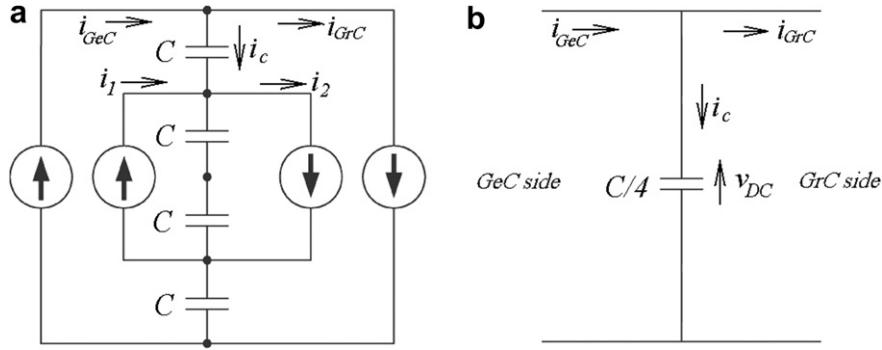 a
i_GeC
i_GrC
C
i_c
i_1
i_2
C
C
C
b
i_GeC
i_GrC
i_c
GeC side
C/4
v_DC
GrC side